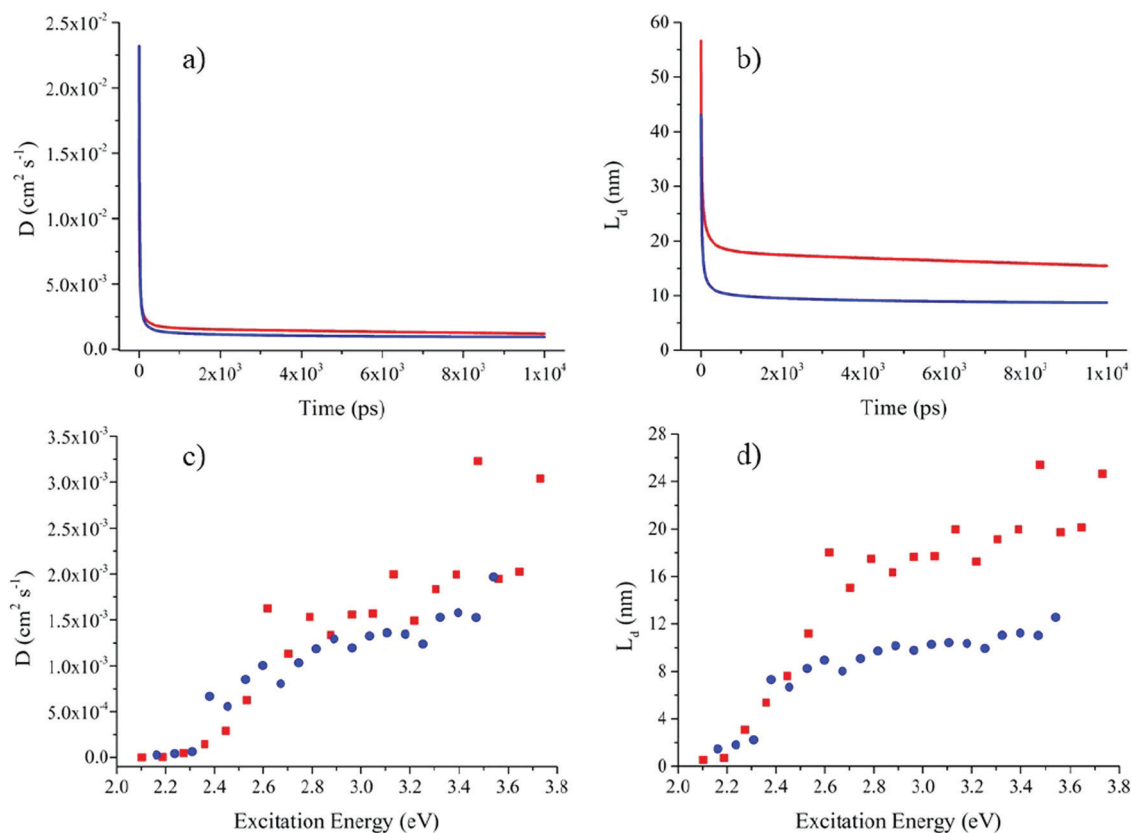 a)
2.5x10⁻²
2.0x10⁻²
1.5x10⁻²
1.0x10⁻²
5.0x10⁻³
0.0
D (cm² s⁻¹)
0 2x10³ 4x10³ 6x10³ 8x10³ 1x10⁴
Time (ps)
b)
60
50
40
30
20
10
0
L_d (nm)
0 2x10³ 4x10³ 6x10³ 8x10³ 1x10⁴
Time (ps)
c)
3.5x10⁻³
3.0x10⁻³
2.5x10⁻³
2.0x10⁻³
1.5x10⁻³
1.0x10⁻³
5.0x10⁻⁴
0.0
D (cm² s⁻¹)
2.0 2.2 2.4 2.6 2.8 3.0 3.2 3.4 3.6 3.8
Excitation Energy (eV)
d)
28
24
20
16
12
8
4
0
L_d (nm)
2.0 2.2 2.4 2.6 2.8 3.0 3.2 3.4 3.6 3.8
Excitation Energy (eV)